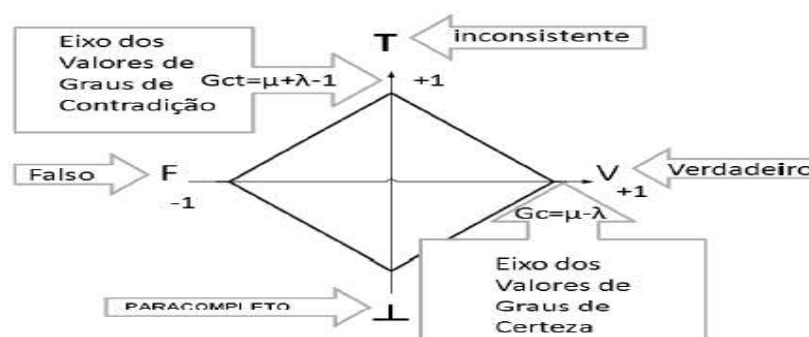 Eixo dos
Valores de
Graus de
Contradição
Gct=μ+λ-1
T
inconsistente
+1
Falso
F
-1
V
+1
Verdadeiro
Gc=μ-λ
PARACOMPLETO
⊥
Eixo dos
Valores de
Graus de
Certeza